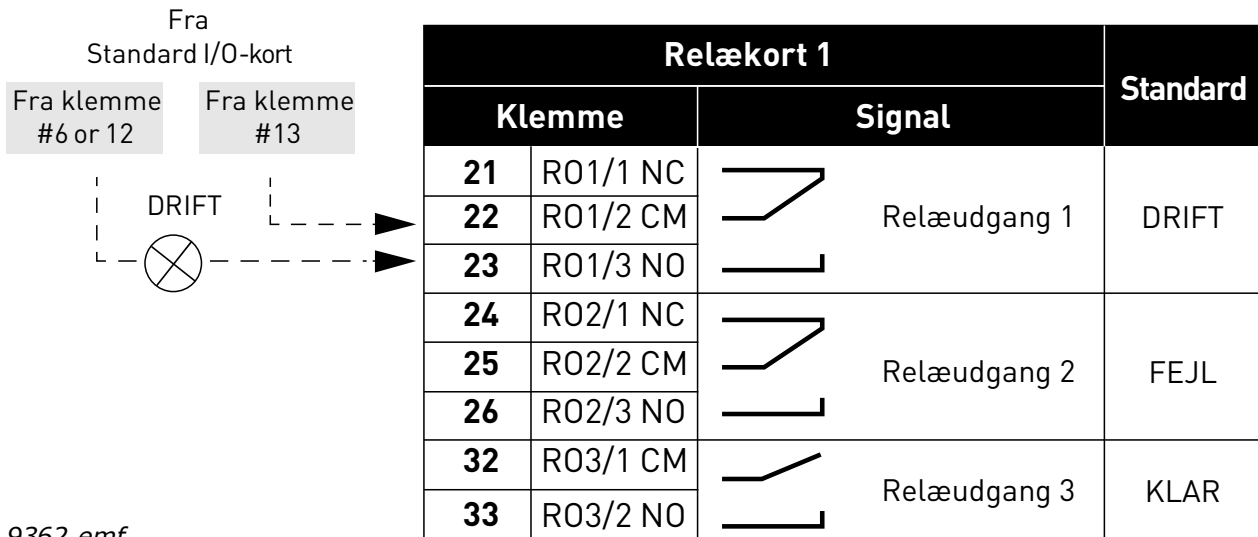 Fra
Standard I/O-kort
Fra klemme
#6 or 12
Fra klemme
#13
DRIFT
Relækort 1
Standard
Klemme
Signal
21 RO1/1 NC
22 RO1/2 CM
Relæudgang 1
DRIFT
23 RO1/3 NO
24 RO2/1 NC
25 RO2/2 CM
Relæudgang 2
FEJL
26 RO2/3 NO
32 RO3/1 CM
Relæudgang 3
KLAR
33 RO3/2 NO
9362.emf